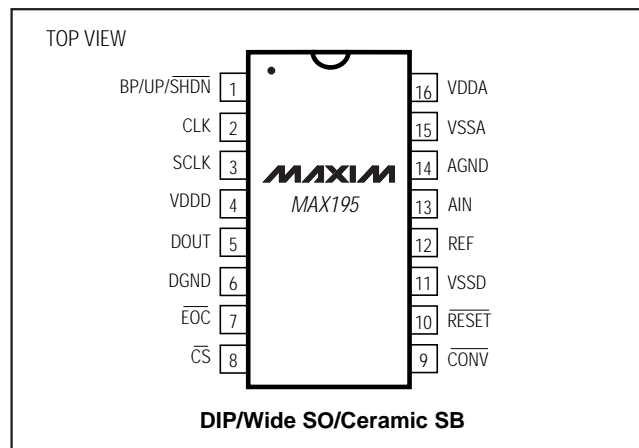 TOP VIEW
BP/UP/SHDN 1
CLK 2
SCLK 3
VDDD 4
DOUT 5
DGND 6
EOC 7
CS 8
MAXIM
MAX195
16 VDDA
15 VSSA
14 AGND
13 AIN
12 REF
11 VSSD
10 RESET
9 CONV
DIP/Wide SO/Ceramic SB